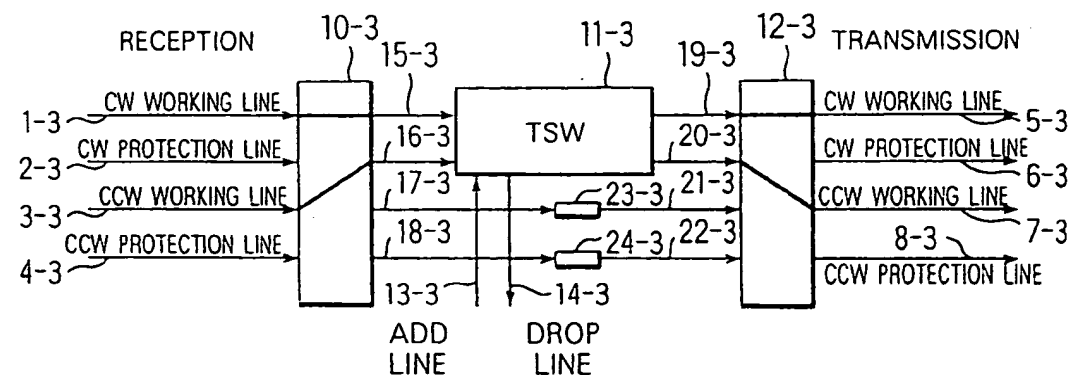 RECEPTION
10-3
15-3
11-3
19-3
12-3
TRANSMISSION
CW WORKING LINE
1-3
TSW
CW WORKING LINE
5-3
CW PROTECTION LINE
2-3
16-3
20-3
CW PROTECTION LINE
6-3
CCW WORKING LINE
3-3
17-3
23-3
21-3
CCW WORKING LINE
7-3
CCW PROTECTION LINE
4-3
18-3
24-3
22-3
8-3
CCW PROTECTION LINE
13-3
14-3
ADD
LINE
DROP
LINE